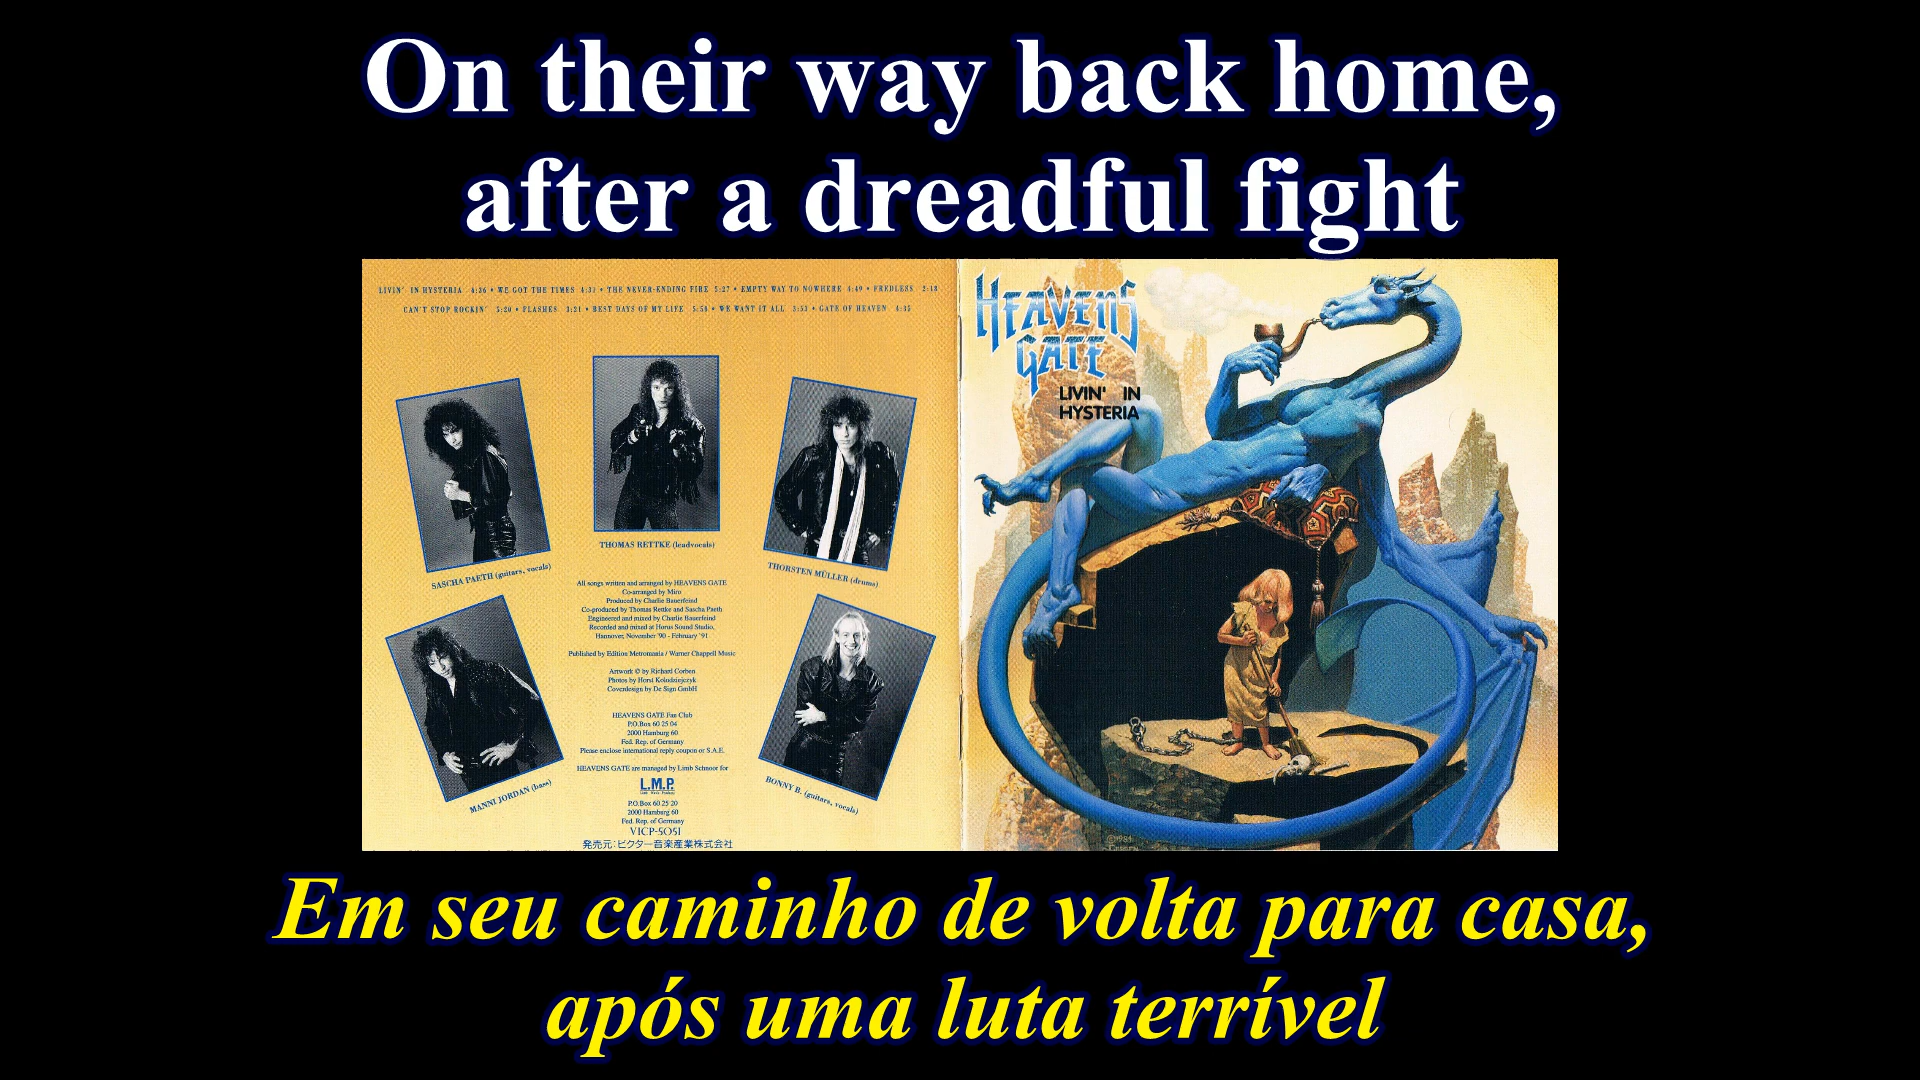 On their way back home,
after a dreadful fight
LIVIN' IN HYSTERIA 4:26 • WE GOT THE TIMES 4:31 • THE NEVER-ENDING FIRE 5:27 • EMPTY WAY TO NOWHERE 4:49 • FREDLESS 2:18
CAN'T STOP ROCKIN' 5:20 • FLASHES 3:21 • BEST DAYS OF MY LIFE 5:58 • WE WANT IT ALL 3:53 • GATE OF HEAVEN 4:35
HEAVENS
GATE
LIVIN' IN
HYSTERIA
THOMAS RETTKE (leadvocals)
SASCHA PAETH (guitars, vocals)
THORSTEN MÜLLER (drums)
All songs written and arranged by HEAVENS GATE
Co-arranged by Miro
Produced by Charlie Bauerfeind
Co-produced by Thomas Rettke and Sascha Paeth
Engineered and mixed by Charlie Bauerfeind
Recorded and mixed at Horus Sound Studio,
Hannover, November '90 - February '91
Published by Edition Metromania / Warner Chappell Music
Artwork © by Richard Corben
Photos by Horst Kolodziejczyk
Coverdesign by De Sign GmbH
HEAVENS GATE Fan Club
P.O.Box 60 25 04
2000 Hamburg 60
Fed. Rep. of Germany
Please enclose international reply coupon or S.A.E.
HEAVENS GATE are managed by Limb Schnoor for
L.M.P.
MANNI JORDAN (bass)
BONNY B. (guitars, vocals)
P.O.Box 60 25 20
2000 Hamburg 60
Fed. Rep. of Germany
VICP-5051
発売元:ビクター音楽産業株式会社
Em seu caminho de volta para casa,
após uma luta terrível